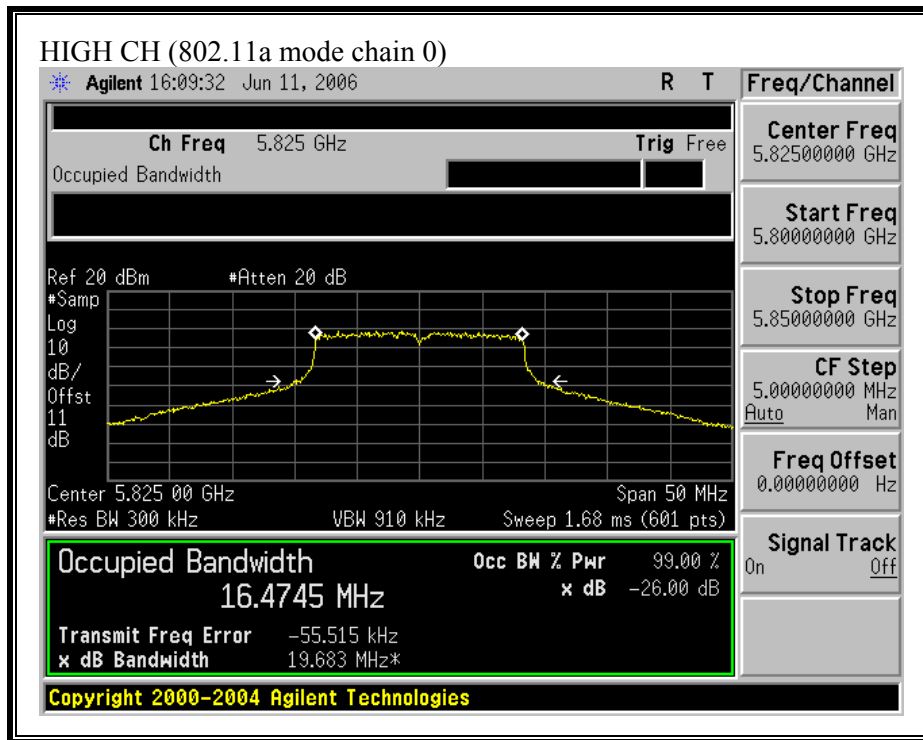 HIGH CH (802.11a mode chain 0)
Agilent 16:09:32 Jun 11, 2006 R T
Freq/Channel
Ch Freq 5.825 GHz Trig Free
Occupied Bandwidth
Center Freq
5.82500000 GHz
Start Freq
5.80000000 GHz
Stop Freq
5.85000000 GHz
CF Step
5.00000000 MHz
Auto Man
Freq Offset
0.00000000 Hz
Signal Track
On Off
Ref 20 dBm #Atten 20 dB
#Samp
Log
10
dB/
Offst
11
dB
Center 5.825 00 GHz Span 50 MHz
#Res BW 300 kHz VBW 910 kHz Sweep 1.68 ms (601 pts)
Occupied Bandwidth
16.4745 MHz
Occ BW % Pwr 99.00 %
x dB -26.00 dB
Transmit Freq Error -55.515 kHz
x dB Bandwidth 19.683 MHz*
Copyright 2000-2004 Agilent Technologies